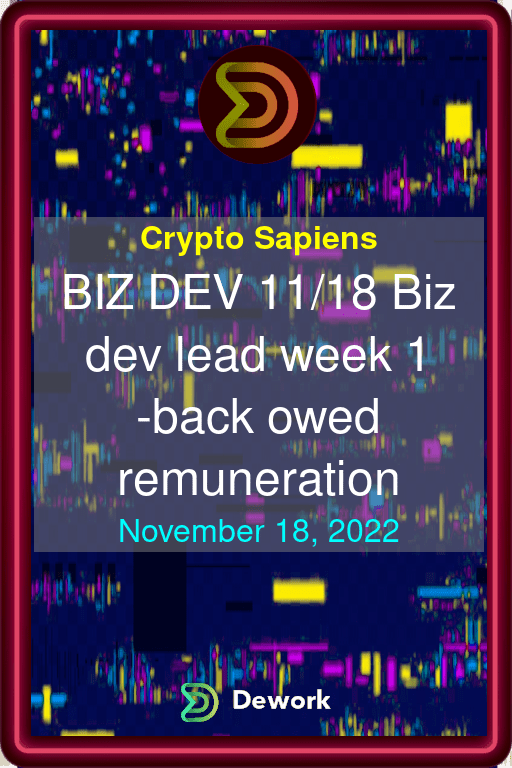 Crypto Sapiens
BIZ DEV 11/18 Biz
dev lead week 1
-back owed
remuneration
November 18, 2022
Dework